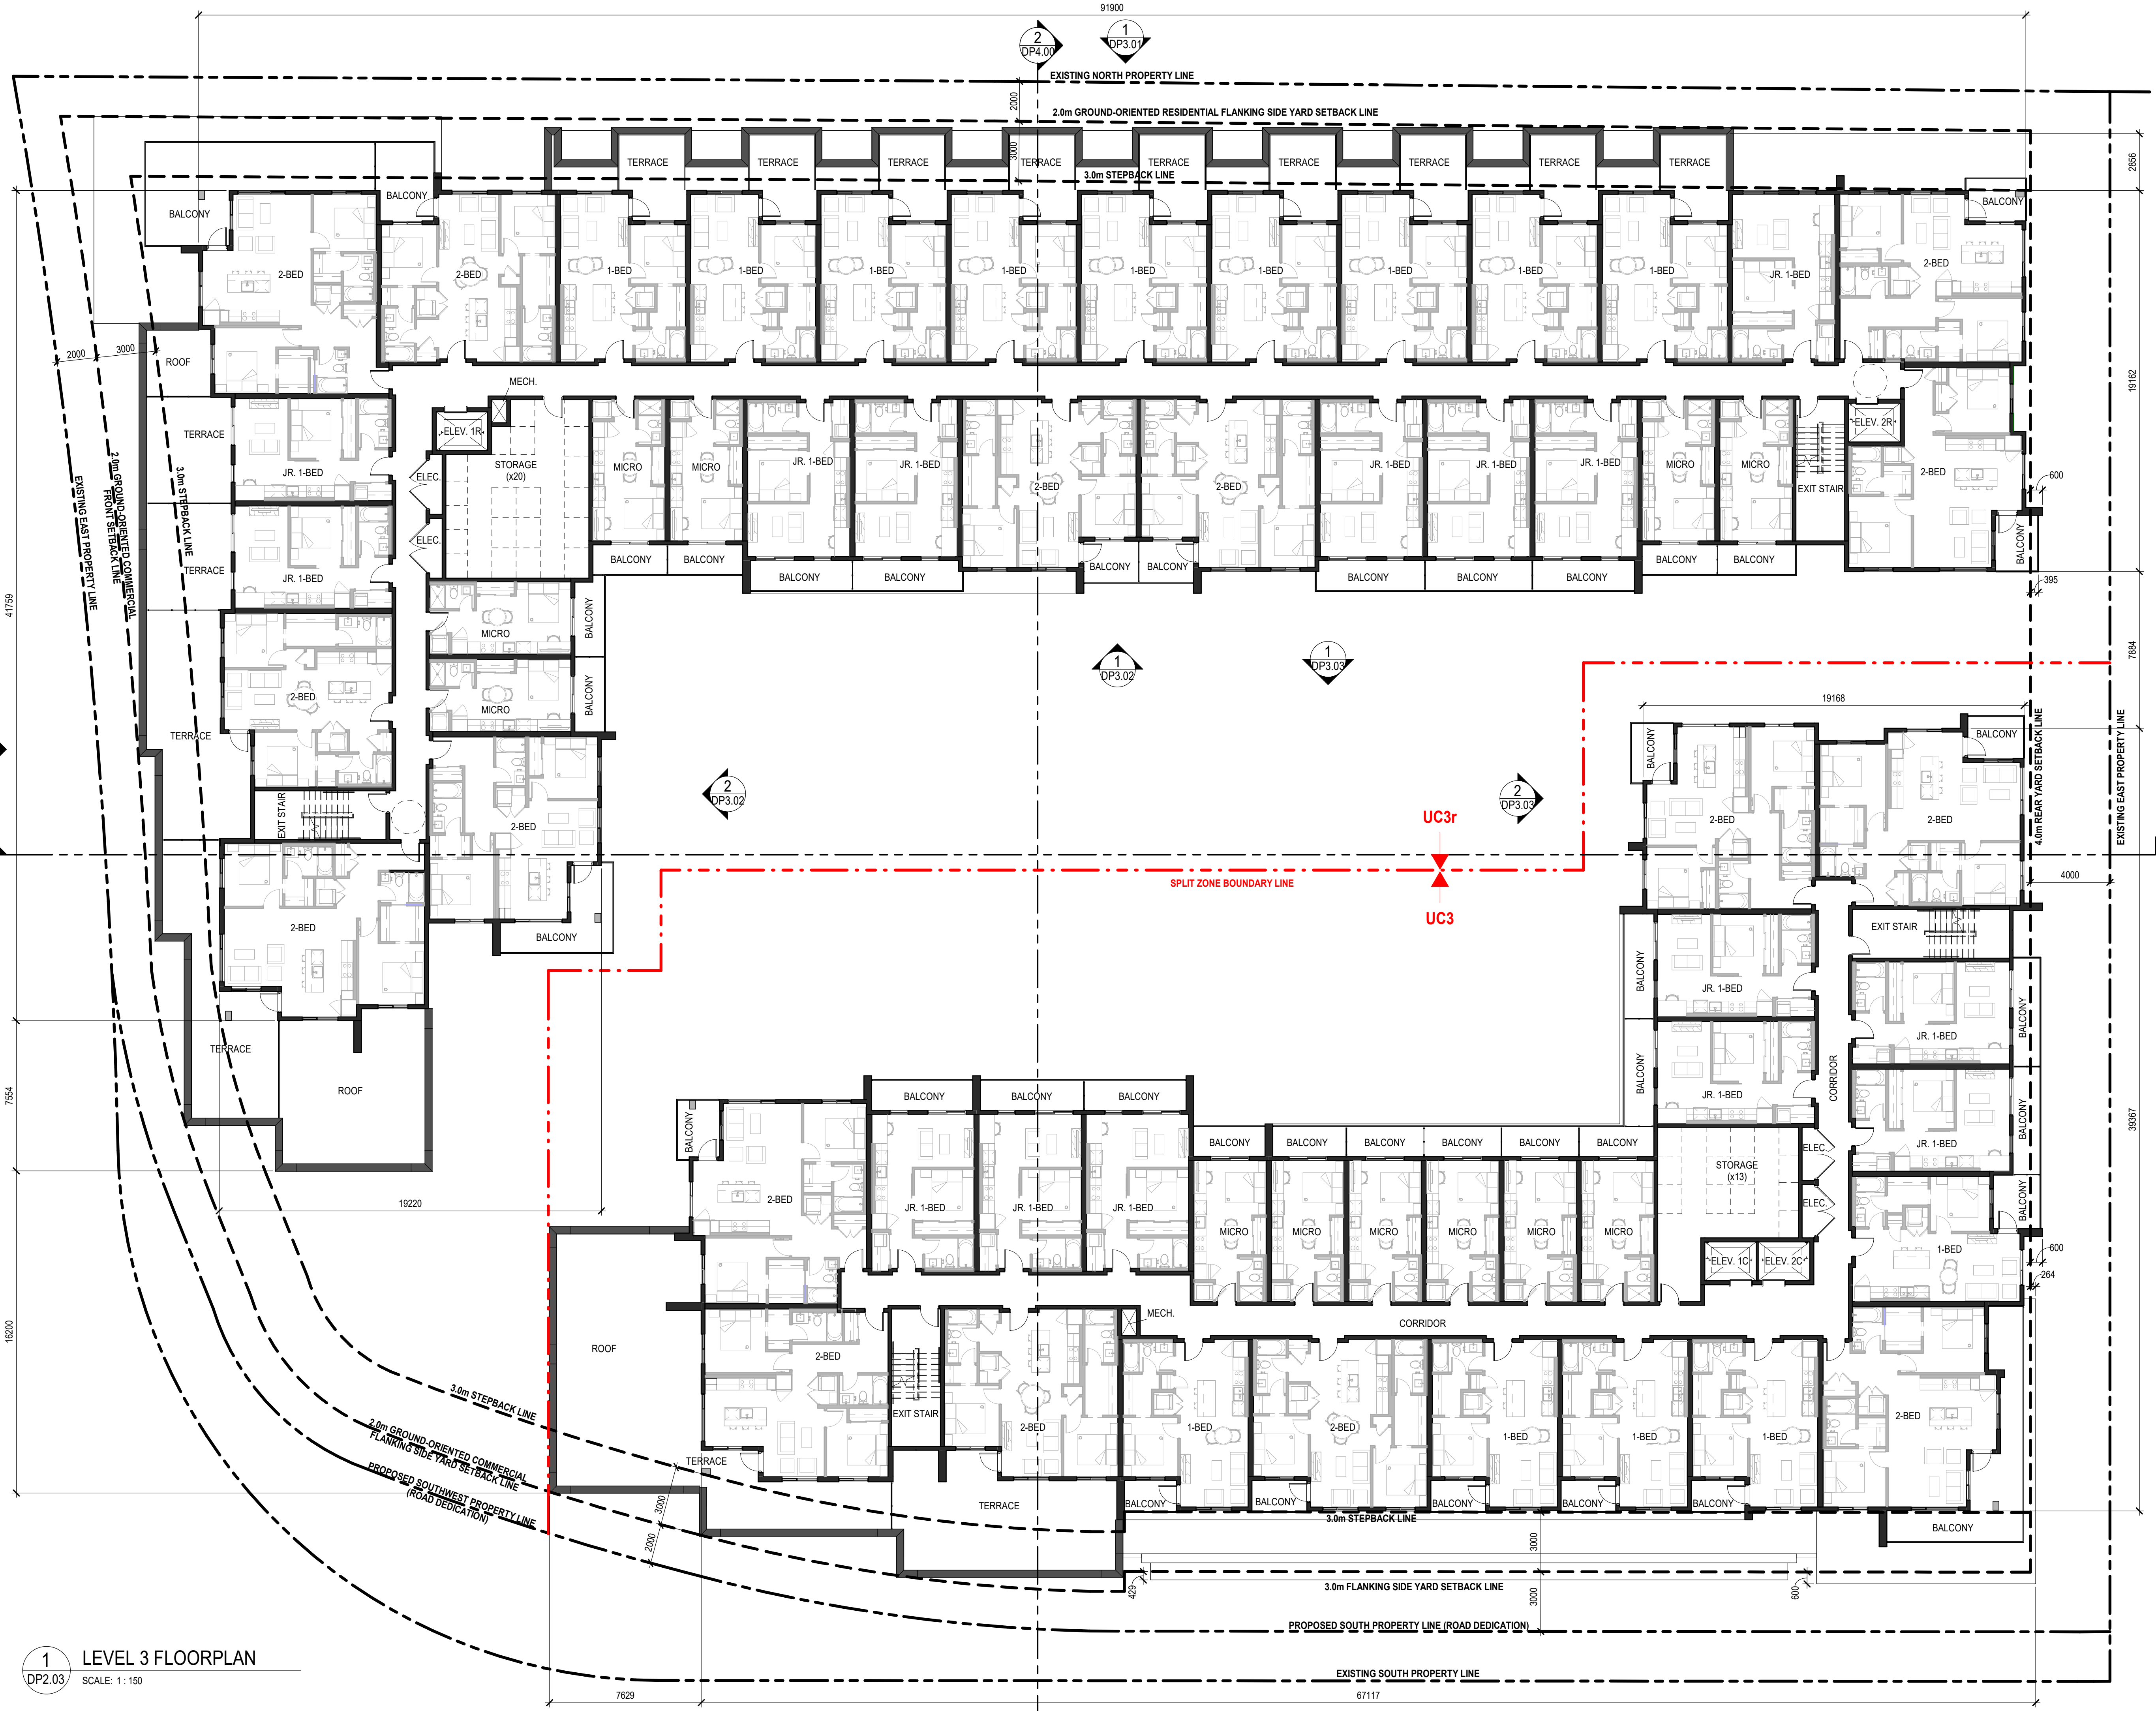 91900
2
DP4.00
1
DP3.01
EXISTING NORTH PROPERTY LINE
2000
2.0m GROUND-ORIENTED RESIDENTIAL FLANKING SIDE YARD SETBACK LINE
3000
TERRACE
TERRACE
TERRACE
TERRACE
TERRACE
TERRACE
TERRACE
TERRACE
TERRACE
2856
3.0m STEPBACK LINE
BALCONY
BALCONY
BALCONY
2-BED
2-BED
1-BED
1-BED
1-BED
1-BED
1-BED
1-BED
1-BED
1-BED
1-BED
JR. 1-BED
2-BED
2000
3000
ROOF
MECH.
19162
TERRACE
JR. 1-BED
ELEV. 1R
ELEC.
STORAGE
(x20)
MICRO
MICRO
JR. 1-BED
JR. 1-BED
2-BED
2-BED
JR. 1-BED
JR. 1-BED
JR. 1-BED
MICRO
MICRO
EXIT STAIR
ELEV. 2R
2-BED
600
EXISTING EAST PROPERTY LINE
2.0m GROUND-ORIENTED COMMERCIAL
FRONT SETBACK LINE
3.0m STEPBACK LINE
ELEC.
TERRACE
JR. 1-BED
BALCONY
BALCONY
BALCONY
BALCONY
BALCONY
BALCONY
BALCONY
BALCONY
BALCONY
BALCONY
BALCONY
BALCONY
395
41759
MICRO
BALCONY
7884
1
DP3.02
1
DP3.03
2-BED
MICRO
BALCONY
TERRACE
19168
BALCONY
BALCONY
4.0m REAR YARD SETBACK LINE
EXISTING EAST PROPERTY LINE
2
DP3.02
2
DP3.03
EXIT STAIR
2-BED
UC3r
2-BED
2-BED
SPLIT ZONE BOUNDARY LINE
4000
UC3
2-BED
BALCONY
EXIT STAIR
BALCONY
JR. 1-BED
BALCONY
JR. 1-BED
TERRACE
ROOF
7554
BALCONY
JR. 1-BED
CORRIDOR
BALCONY
JR. 1-BED
39367
BALCONY
BALCONY
BALCONY
BALCONY
BALCONY
BALCONY
BALCONY
BALCONY
BALCONY
BALCONY
ELEC.
STORAGE
(x13)
19220
2-BED
JR. 1-BED
JR. 1-BED
JR. 1-BED
MICRO
MICRO
MICRO
MICRO
MICRO
MICRO
ELEC.
BALCONY
1-BED
600
ELEV. 1C
ELEV. 2C
264
16200
ROOF
MECH.
CORRIDOR
2-BED
3.0m STEPBACK LINE
EXIT STAIR
2-BED
1-BED
2-BED
1-BED
1-BED
1-BED
2-BED
2.0m GROUND-ORIENTED COMMERCIAL
FLANKING SIDE YARD SETBACK LINE
TERRACE
PROPOSED SOUTHWEST PROPERTY LINE
(ROAD DEDICATION)
3000
2000
TERRACE
BALCONY
BALCONY
BALCONY
BALCONY
BALCONY
BALCONY
3.0m STEPBACK LINE
3000
429
3.0m FLANKING SIDE YARD SETBACK LINE
3000
600
PROPOSED SOUTH PROPERTY LINE (ROAD DEDICATION)
1
DP2.03
LEVEL 3 FLOORPLAN
SCALE: 1 : 150
EXISTING SOUTH PROPERTY LINE
7629
67117